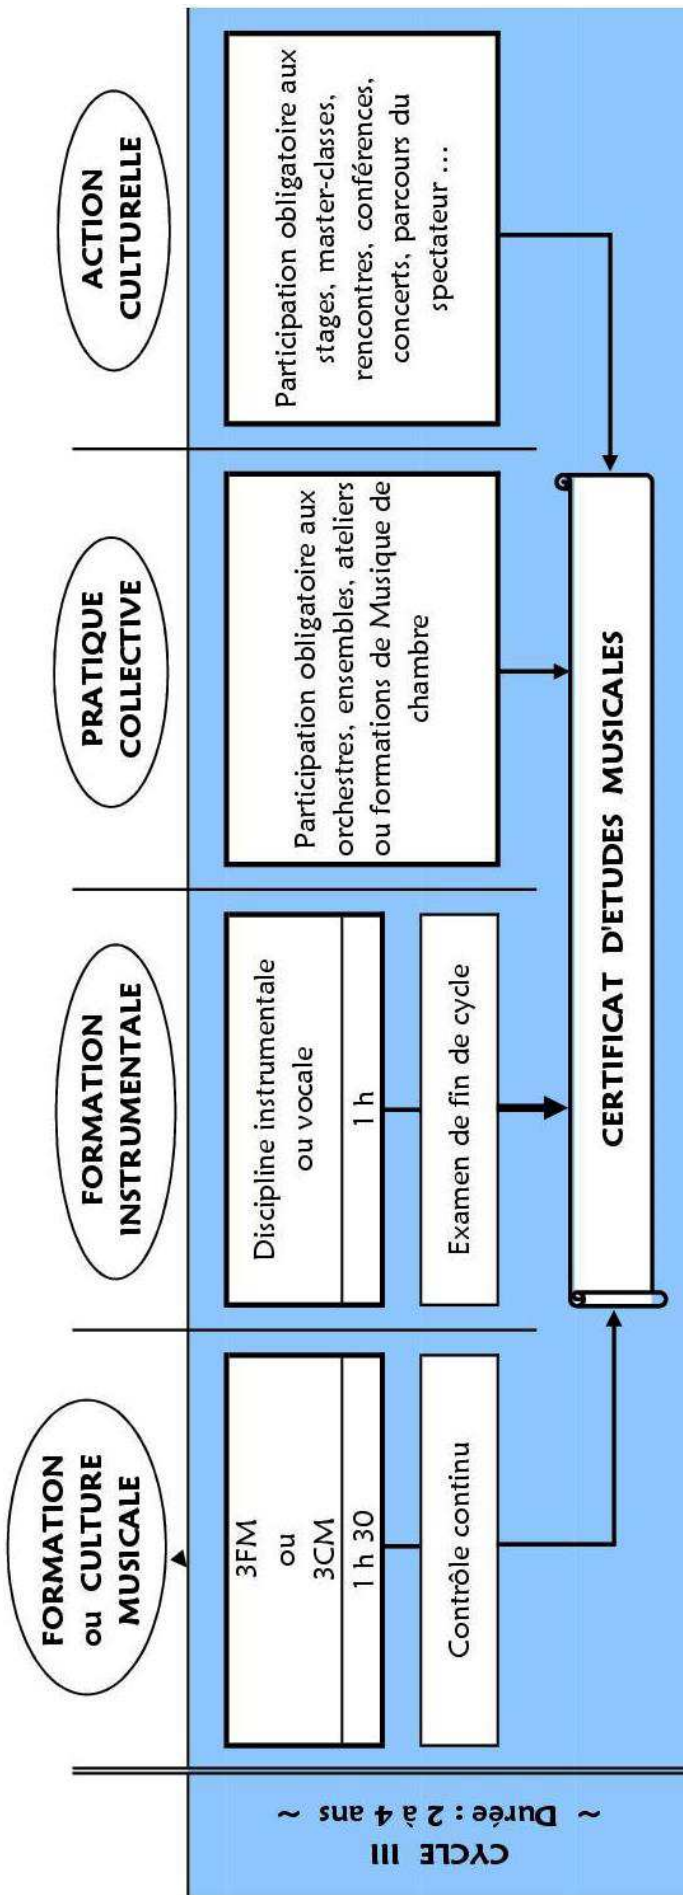 FORMATION
ou CULTURE
MUSICALE
FORMATION
INSTRUMENTALE
PRATIQUE
COLLECTIVE
ACTION
CULTURELLE
CYCLE III
~ Durée : 2 à 4 ans ~
3FM
ou
3CM
1 h 30
Contrôle continu
Discipline instrumentale
ou vocale
1 h
Examen de fin de cycle
Participation obligatoire aux
orchestres, ensembles, ateliers
ou formations de Musique de
chambre
Participation obligatoire aux
stages, master-classes,
rencontres, conférences,
concerts, parcours du
spectateur ...
CERTIFICAT D'ETUDES MUSICALES